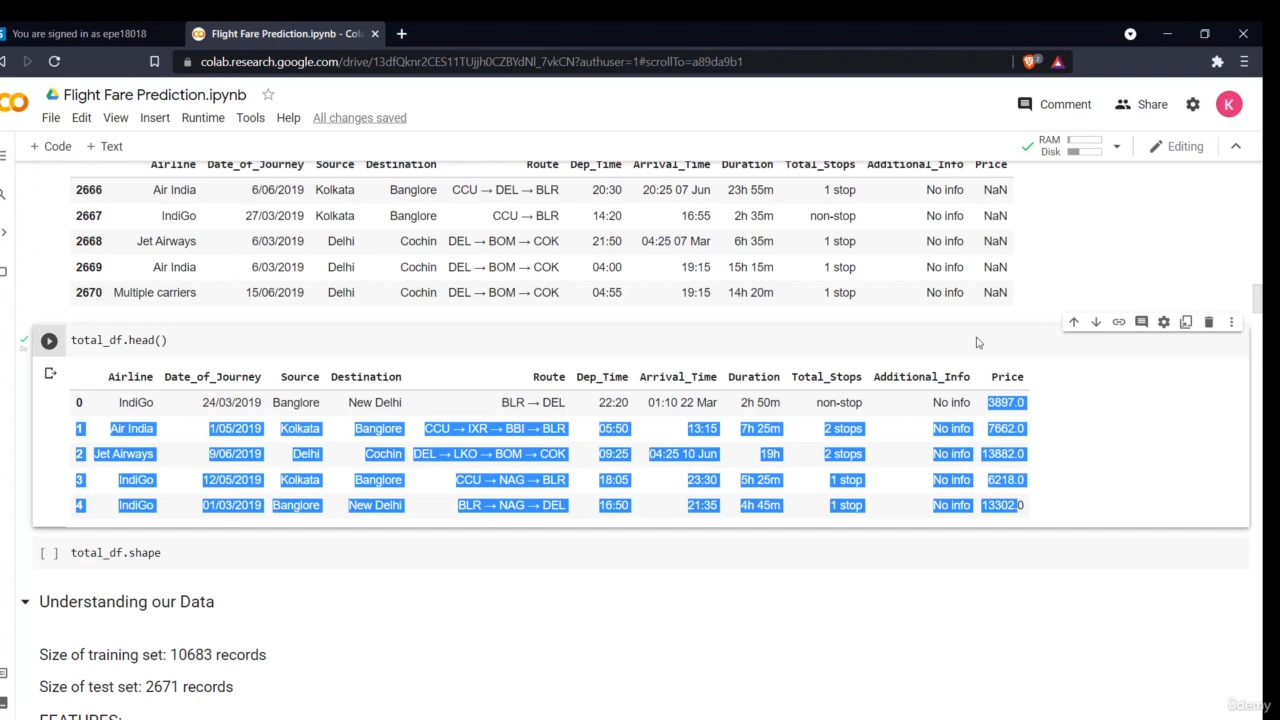 You are signed in as epe18018
Flight Fare Prediction.ipynb - Col
colab.research.google.com/drive/13dfQknr2CES11TUjjh0CZBYdNl_7vkCN?authuser=1#scrollTo=a89da9b1
2
Flight Fare Prediction.ipynb
Comment
Share
K
File Edit View Insert Runtime Tools Help All changes saved
+ Code + Text
RAM
Disk
Editing
Airline Date_of_Journey Source Destination Route Dep_Time Arrival_Time Duration Total_Stops Additional_Info Price
2666 Air India 6/06/2019 Kolkata Banglore CCU → DEL → BLR 20:30 20:25 07 Jun 23h 55m 1 stop No info NaN
2667 IndiGo 27/03/2019 Kolkata Banglore CCU → BLR 14:20 16:55 2h 35m non-stop No info NaN
2668 Jet Airways 6/03/2019 Delhi Cochin DEL → BOM → COK 21:50 04:25 07 Mar 6h 35m 1 stop No info NaN
2669 Air India 6/03/2019 Delhi Cochin DEL → BOM → COK 04:00 19:15 15h 15m 1 stop No info NaN
2670 Multiple carriers 15/06/2019 Delhi Cochin DEL → BOM → COK 04:55 19:15 14h 20m 1 stop No info NaN
total_df.head()
0s
Airline Date_of_Journey Source Destination Route Dep_Time Arrival_Time Duration Total_Stops Additional_Info Price
0 IndiGo 24/03/2019 Banglore New Delhi BLR → DEL 22:20 01:10 22 Mar 2h 50m non-stop No info 3897.0
1 Air India 1/05/2019 Kolkata Banglore CCU → IXR → BBI → BLR 05:50 13:15 7h 25m 2 stops No info 7662.0
2 Jet Airways 9/06/2019 Delhi Cochin DEL → LKO → BOM → COK 09:25 04:25 10 Jun 19h 2 stops No info 13882.0
3 IndiGo 12/05/2019 Kolkata Banglore CCU → NAG → BLR 18:05 23:30 5h 25m 1 stop No info 6218.0
4 IndiGo 01/03/2019 Banglore New Delhi BLR → NAG → DEL 16:50 21:35 4h 45m 1 stop No info 13302.0
[ ] total_df.shape
Understanding our Data
Size of training set: 10683 records
Size of test set: 2671 records
FEATURES:
ûdemy